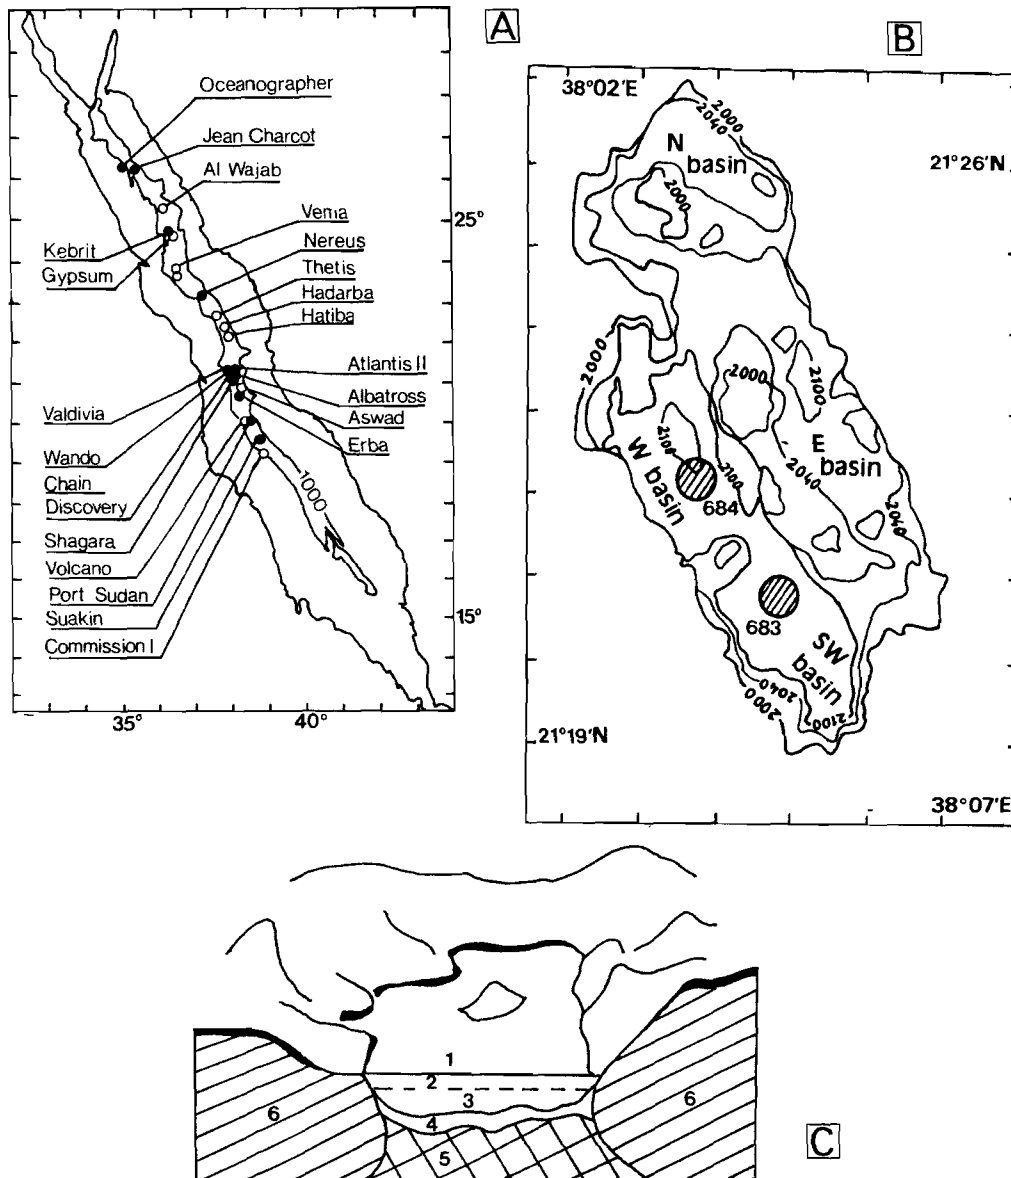 A
Oceanographer
Jean Charcot
Al Wajab
25°
Vema
Kebrit
Nereus
Gypsum
Thetis
Hadarba
Hatiba
Atlantis II
Albatross
Valdivia
Aswad
Erba
Wando
Chain
1000
Discovery
Shagara
Volcano
Port Sudan
15°
Suakin
Commission I
35°
40°
B
38°02'E
2000
2040
N
basin
21°26'N
2000
2000
2000
2100
W basin
2100
2100
E
basin
2040
2040
684
683
SW
basin
2040
2000
2100
21°19'N
38°07'E
1
2
3
4
5
6
6
C